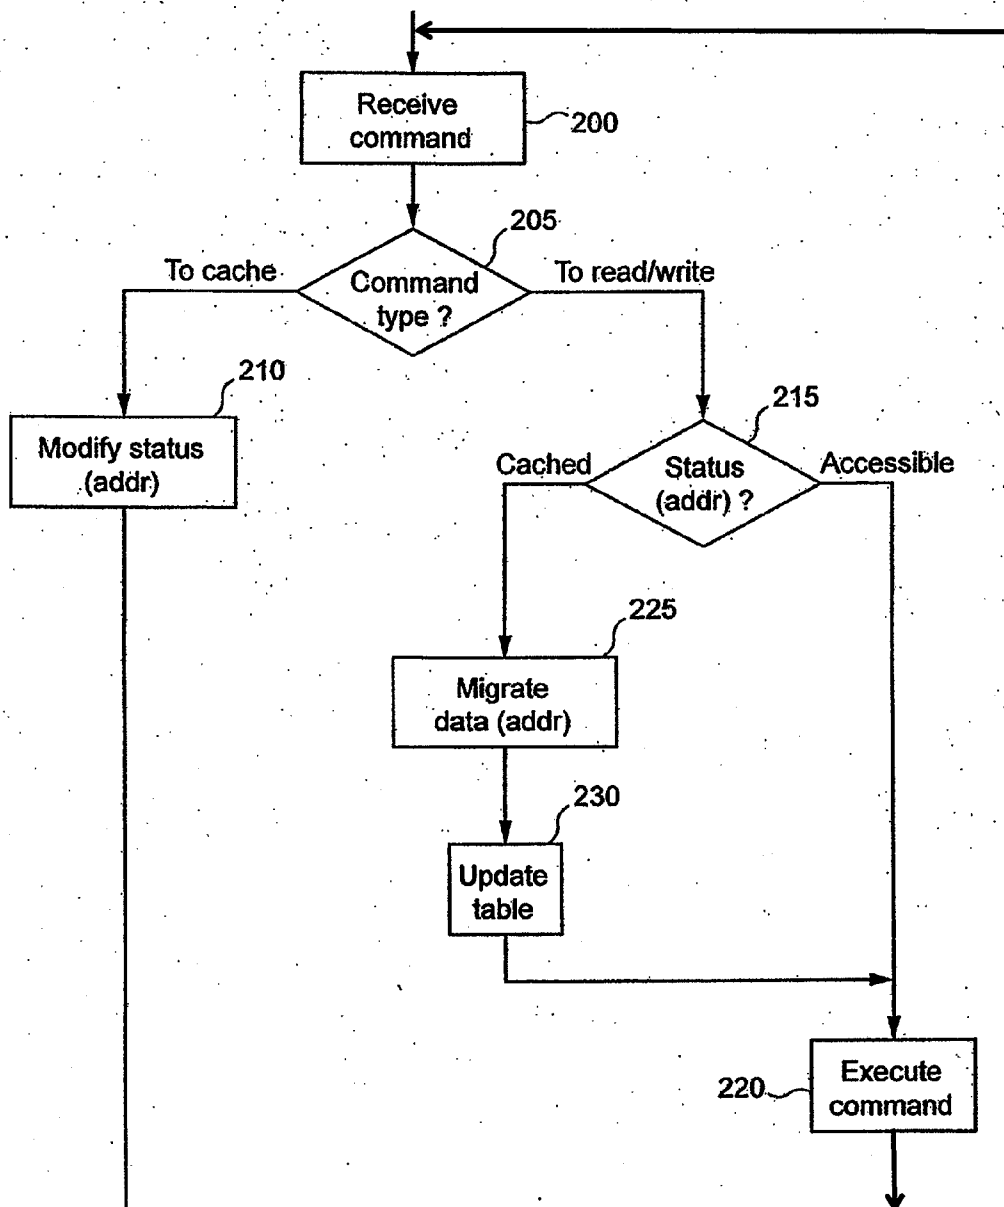 Receive
command
200
205
To cache
Command
type ?
To read/write
210
Modify status
(addr)
215
Cached
Status
(addr) ?
Accessible
225
Migrate
data (addr)
230
Update
table
220
Execute
command